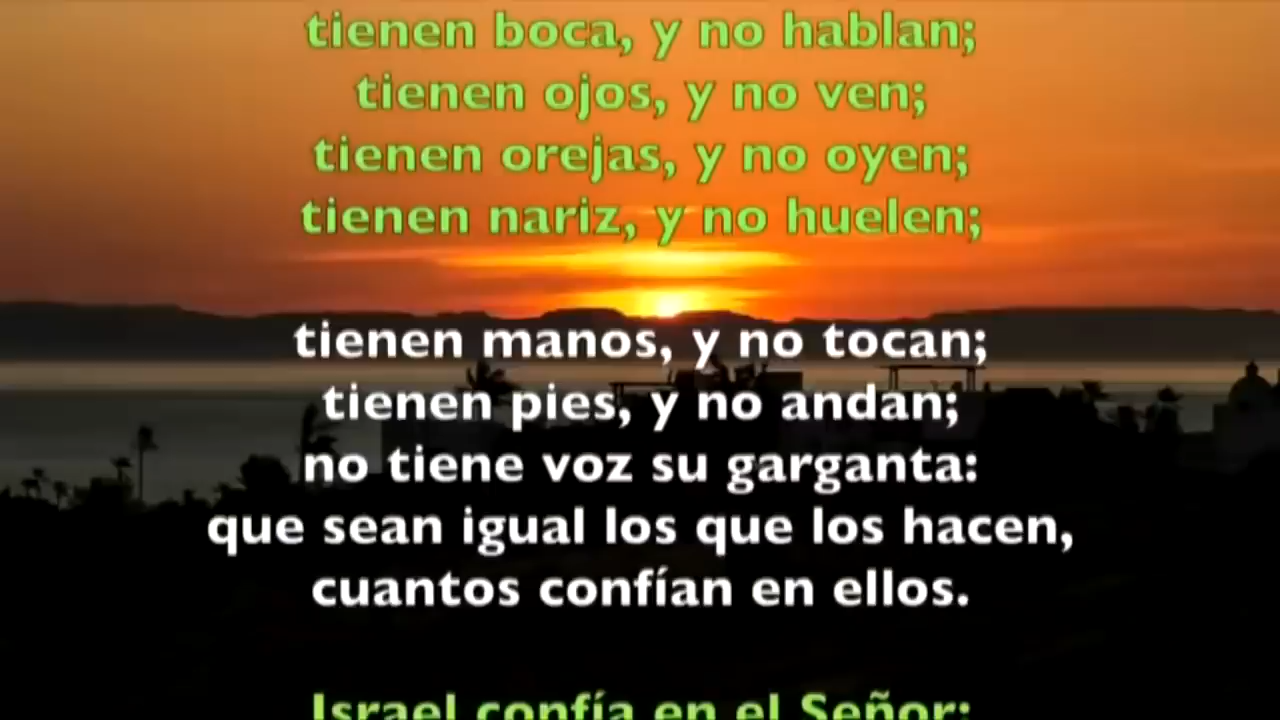 tienen boca, y no hablan;
tienen ojos, y no ven;
tienen orejas, y no oyen;
tienen nariz, y no huelen;
tienen manos, y no tocan;
tienen pies, y no andan;
no tiene voz su garganta:
que sean igual los que los hacen,
cuantos confían en ellos.
Israel confía en el Señor: